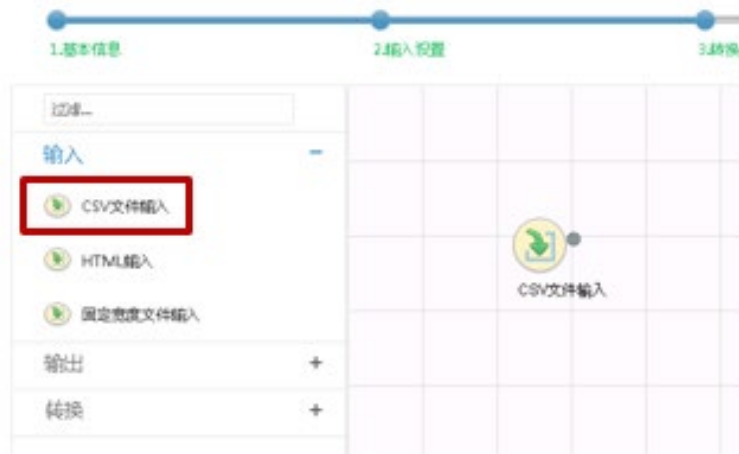 1.基本信息
2.输入设置
3.转换
过滤...
输入
CSV文件输入
HTML输入
固定宽度文件输入
CSV文件输入
输出
转换